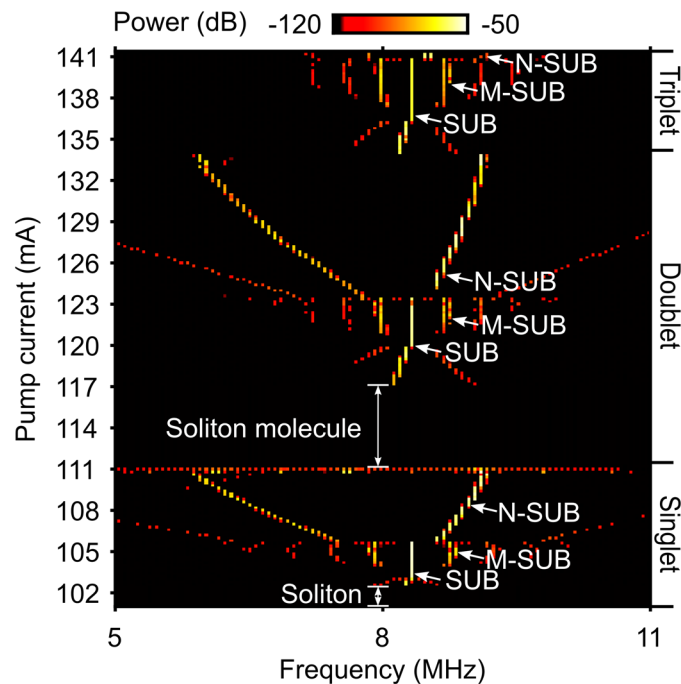 Power (dB) -120 -50
141
138
135
132
129
126
123
120
117
114
111
108
105
102
Pump current (mA)
N-SUB
M-SUB
SUB
N-SUB
M-SUB
SUB
Soliton molecule
N-SUB
M-SUB
SUB
Soliton
Triplet
Doublet
Singlet
5 8 11
Frequency (MHz)